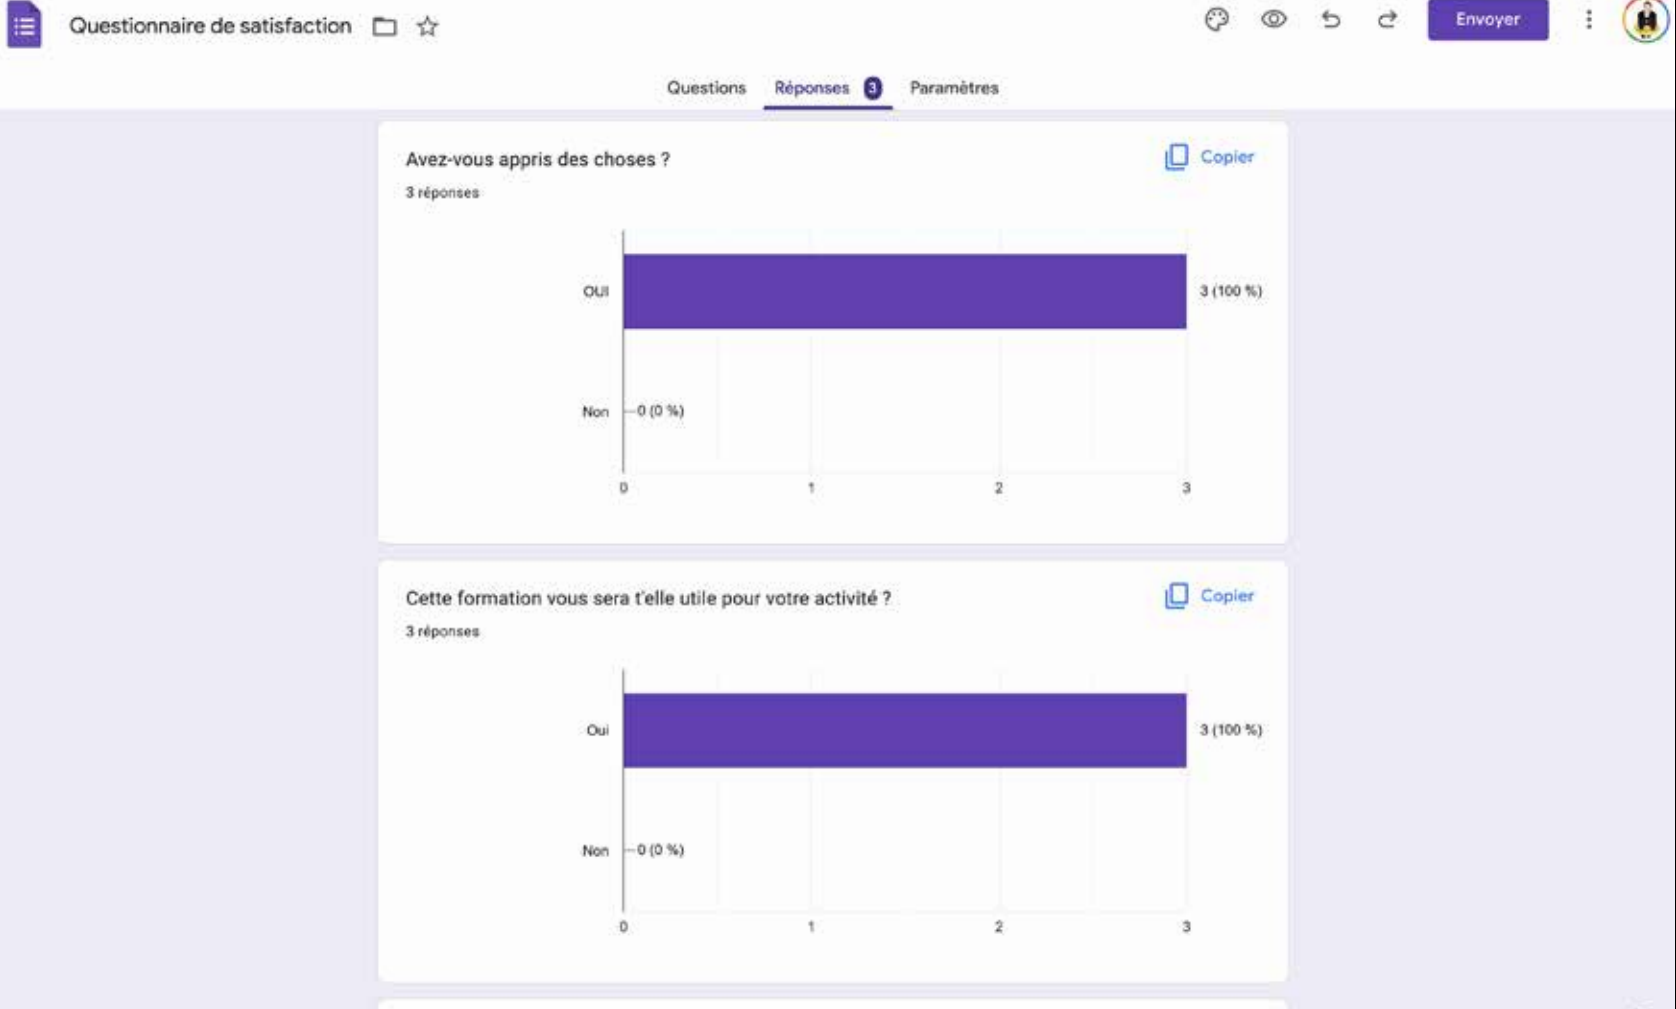 Questionnaire de satisfaction
Envoyer
Questions Réponses 3 Paramètres
Avez-vous appris des choses ?
Copier
3 réponses
OUI
3 (100 %)
Non
0 (0 %)
0 1 2 3
Cette formation vous sera t'elle utile pour votre activité ?
Copier
3 réponses
Oui
3 (100 %)
Non
0 (0 %)
0 1 2 3